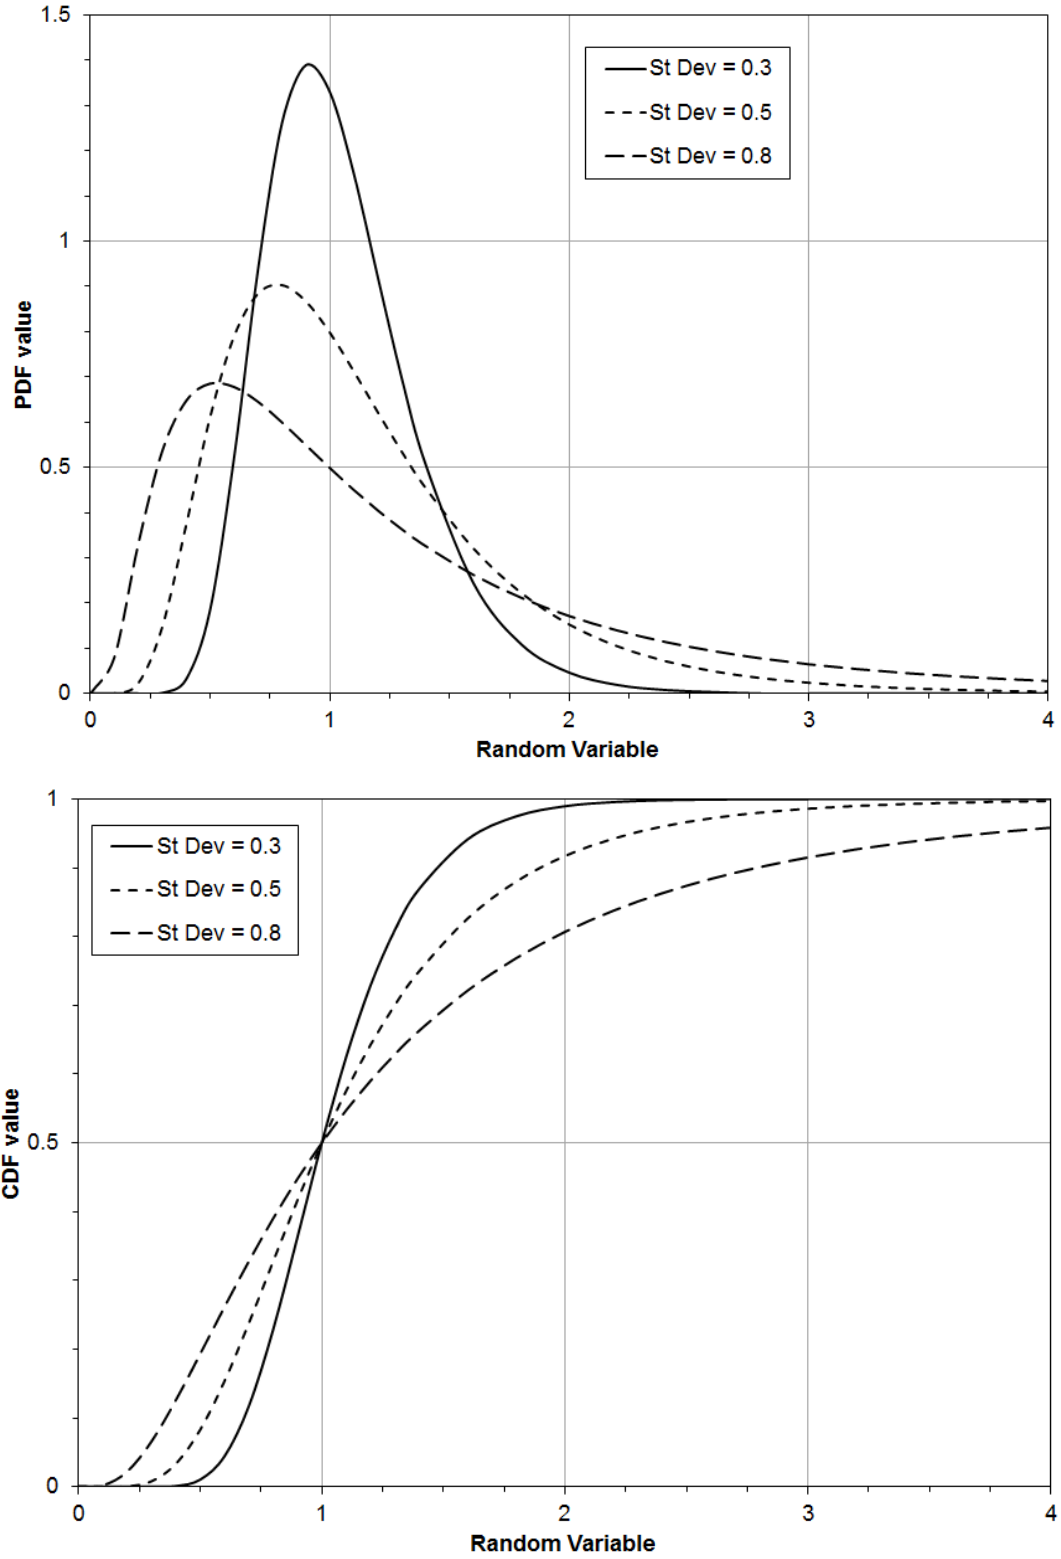 1.5
St Dev = 0.3
St Dev = 0.5
St Dev = 0.8
1
PDF value
0.5
0
0 1 2 3 4
Random Variable
1
St Dev = 0.3
St Dev = 0.5
St Dev = 0.8
CDF value
0.5
0
0 1 2 3 4
Random Variable